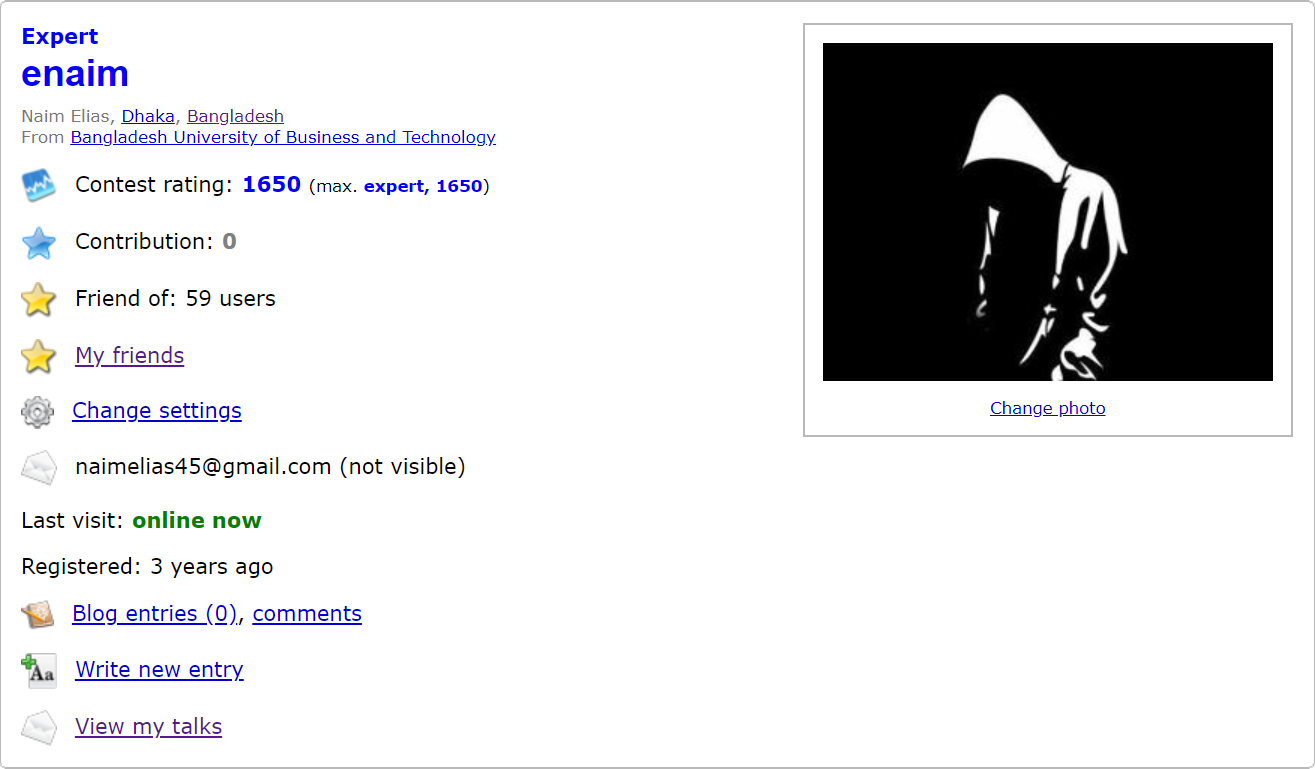 Expert
enaim
Naim Elias, Dhaka, Bangladesh
From Bangladesh University of Business and Technology
Contest rating: 1650 (max. expert, 1650)
Contribution: 0
Friend of: 59 users
My friends
Change settings
naimelias45@gmail.com (not visible)
Last visit: online now
Registered: 3 years ago
Blog entries (0), comments
Aa Write new entry
View my talks
Change photo